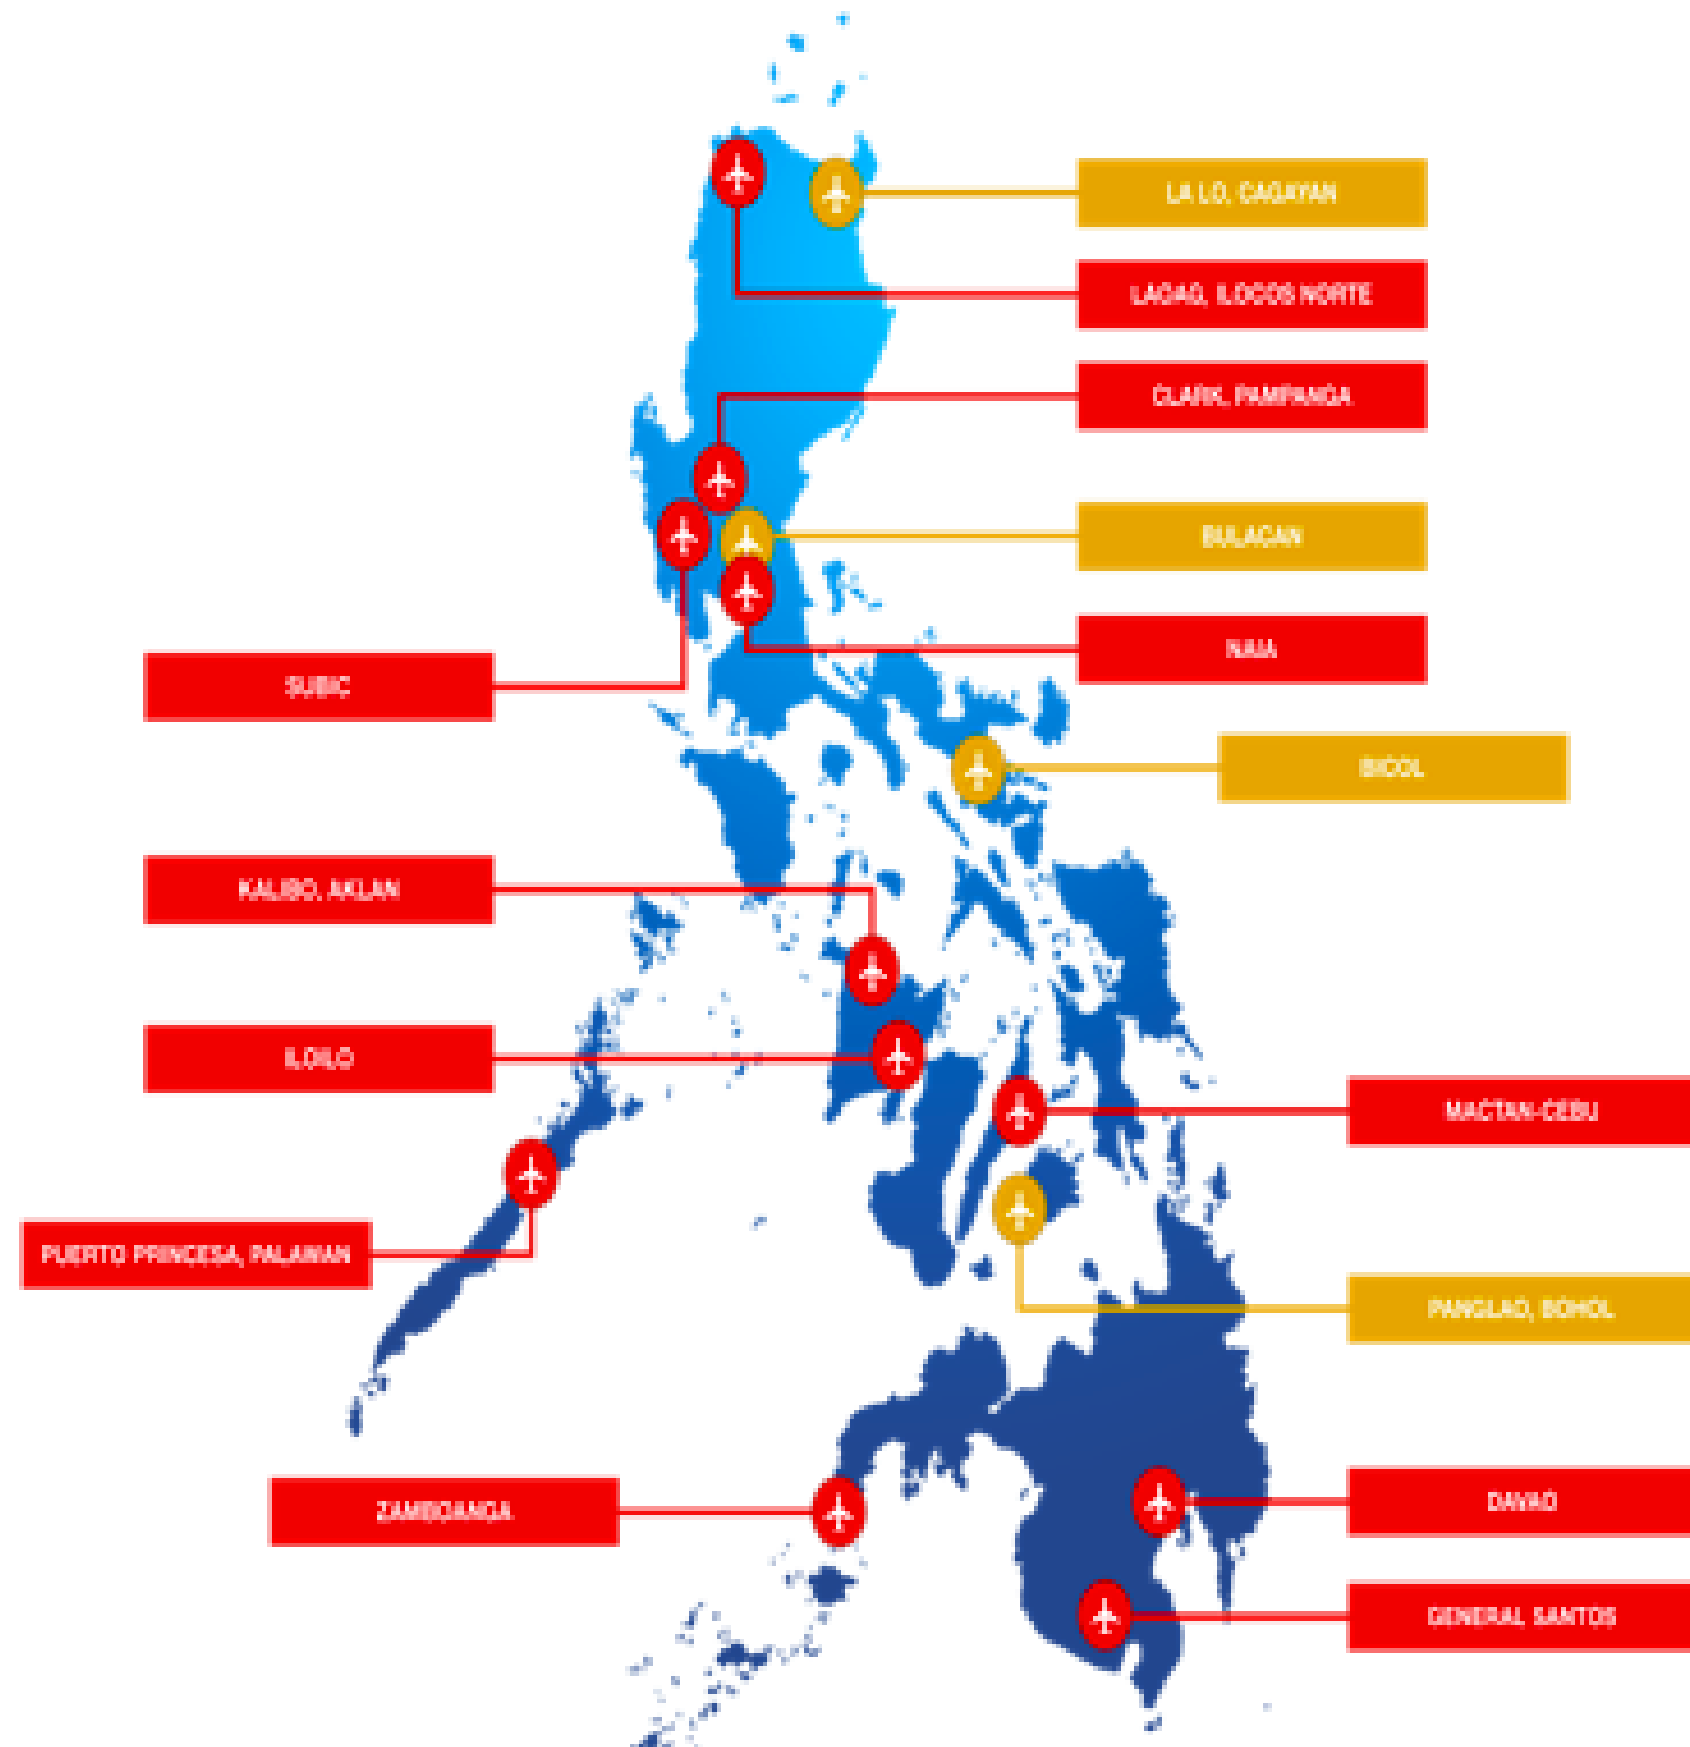 LA LO, CAGAYAN
LAOAG, ILOCOS NORTE
CLARK, PAMPANGA
BULACAN
NAIA
SUBIC
BICOL
KALIBO, AKLAN
ILOILO
MACTAN-CEBU
PUERTO PRINCESA, PALAWAN
PANGLAO, BOHOL
DAVAO
ZAMBOANGA
GENERAL SANTOS